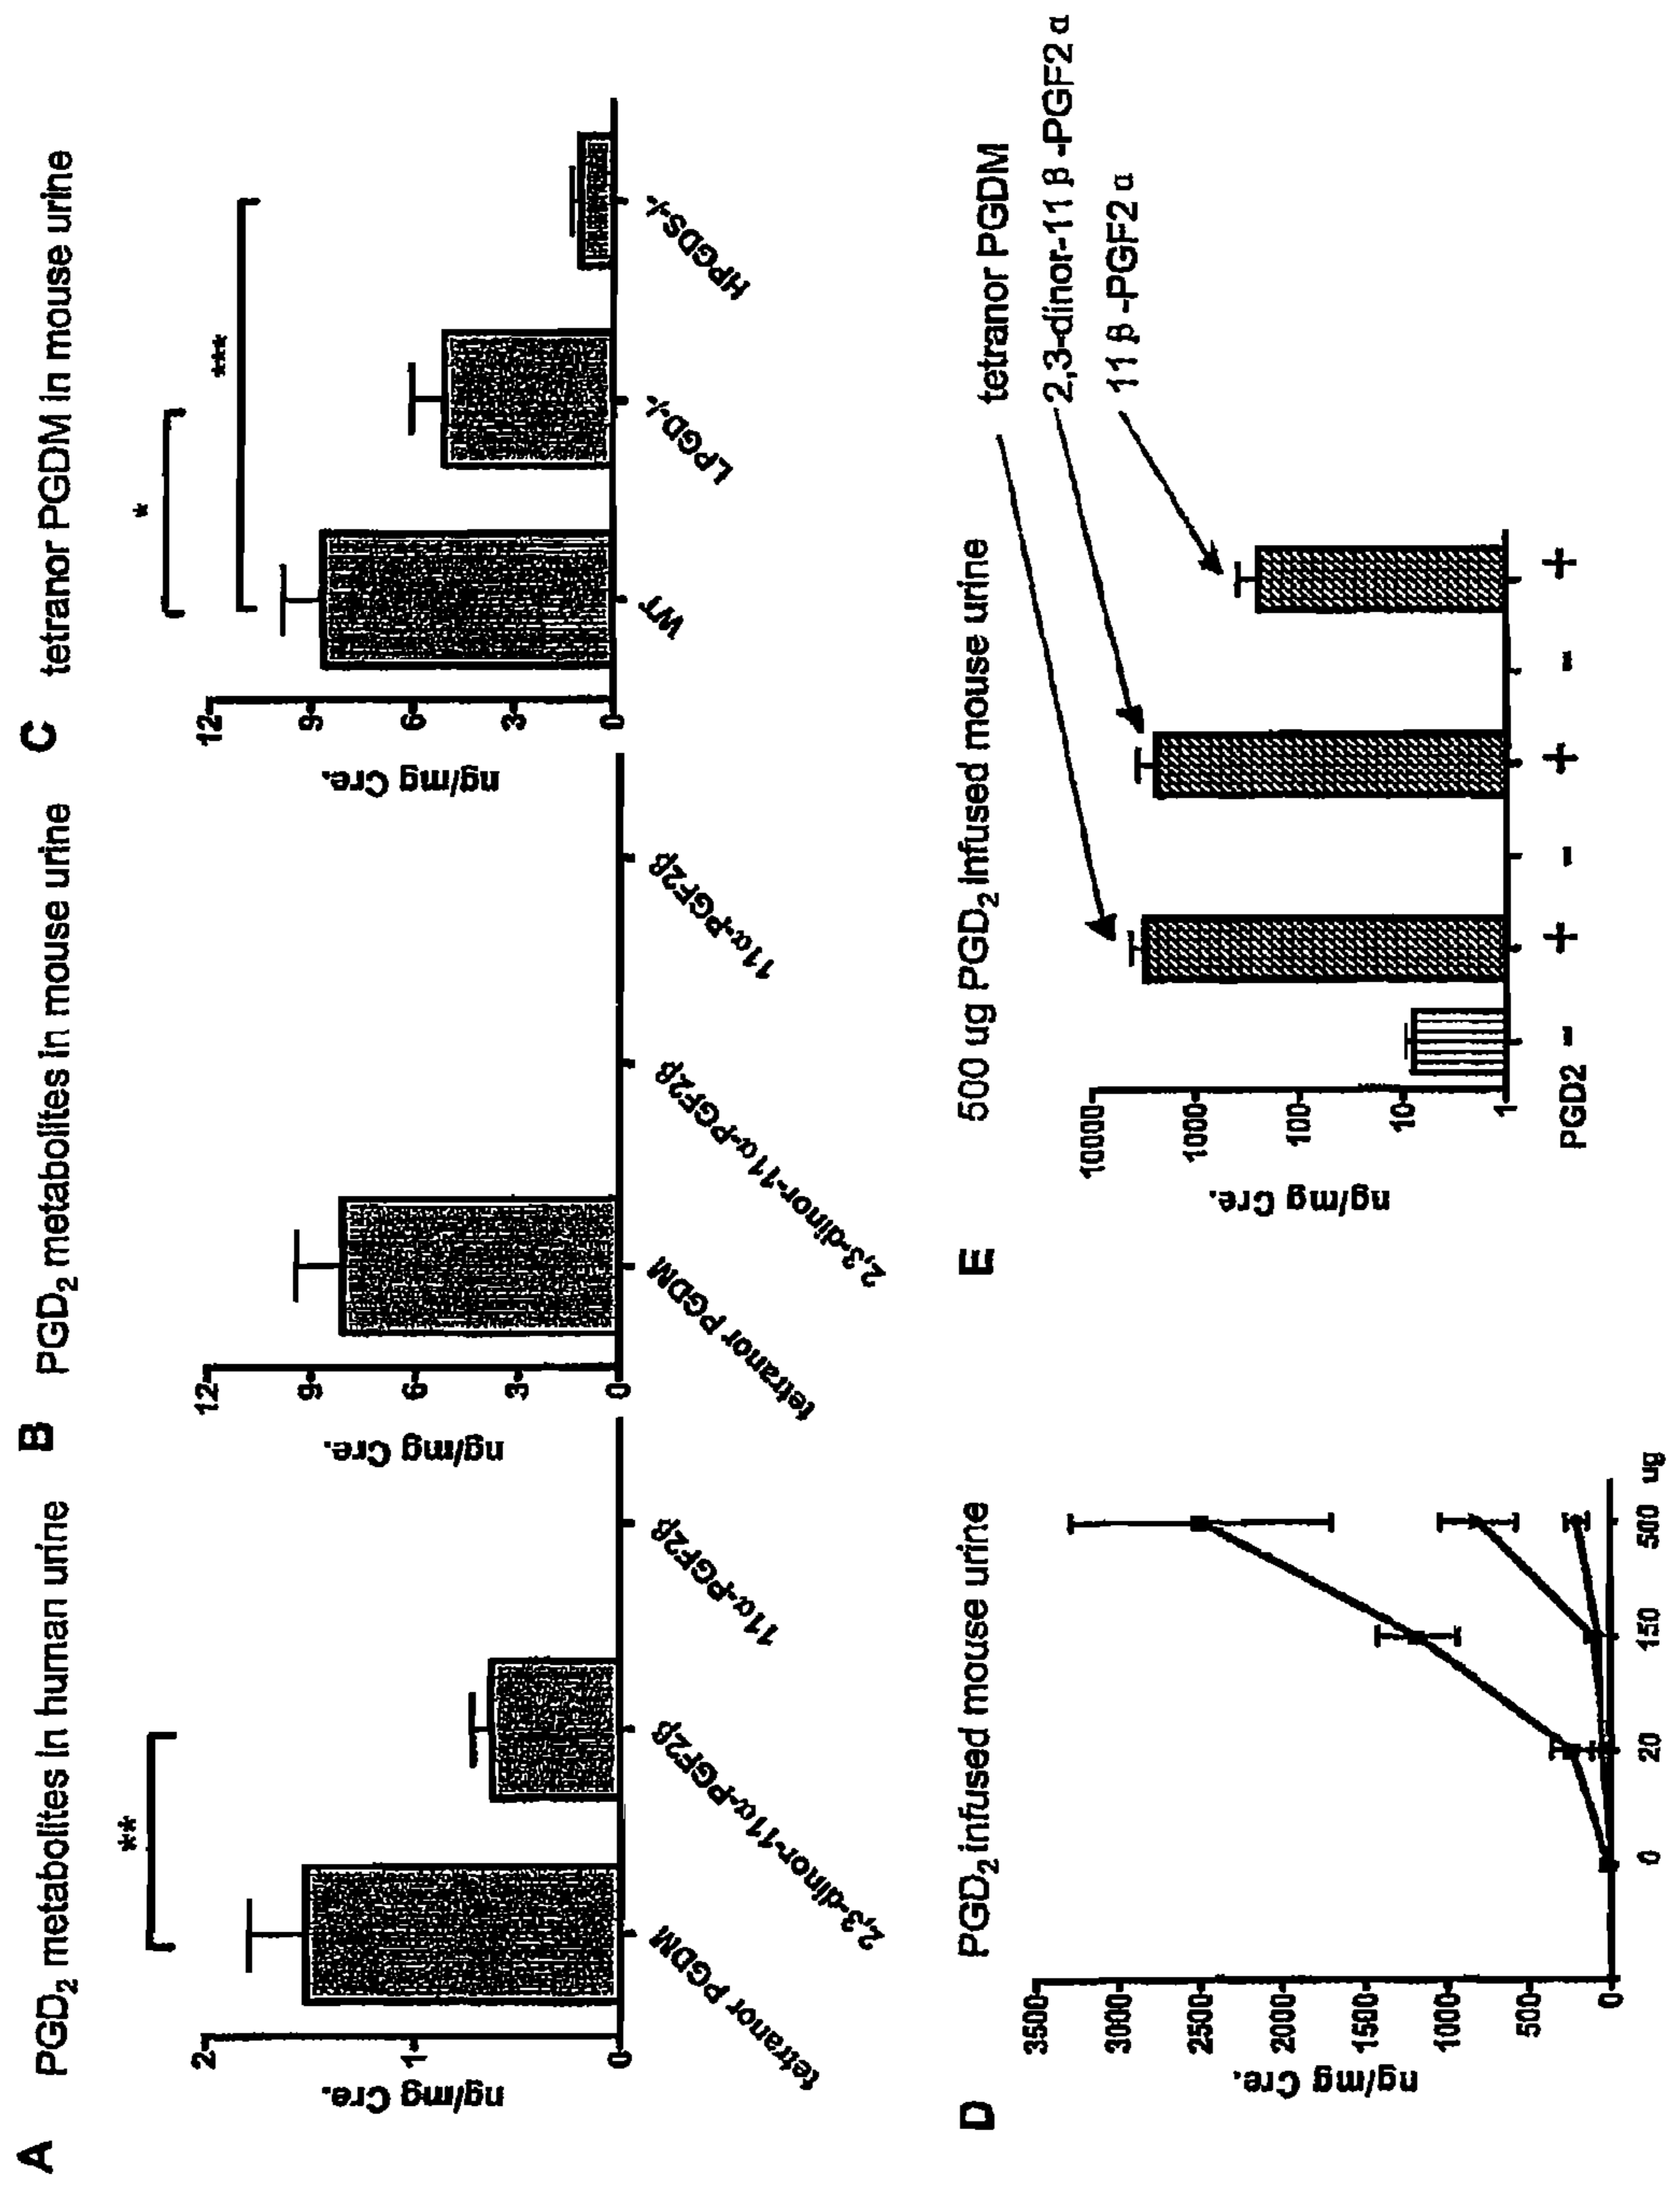 A PGD2 metabolites in human urine
**
ng/mg Cre.
2
1
0
tetranor PGDM
2,3-dinor-11α-PGF2β
11α-PGF2β
B PGD2 metabolites in mouse urine
ng/mg Cre.
12
9
6
3
0
tetranor PGDM
2,3-dinor-11α-PGF2β
11α-PGF2β
C tetranor PGDM in mouse urine
*
***
ng/mg Cre.
12
9
6
3
0
WT
LPGD-/-
HPGDS-/-
D PGD2 infused mouse urine
ng/mg Cre.
3500
3000
2500
2000
1500
1000
500
0
0 20 150 500 ug
E 500 ug PGD2 infused mouse urine
tetranor PGDM
2,3-dinor-11β-PGF2α
11β-PGF2α
ng/mg Cre.
10000
1000
100
10
1
PGD2 - + - + - +